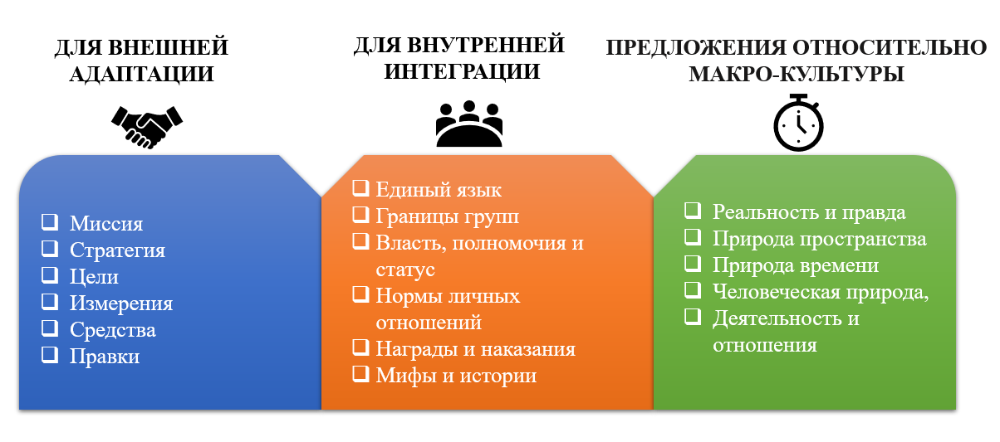 ДЛЯ ВНЕШНЕЙ
АДАПТАЦИИ
Миссия
Стратегия
Цели
Измерения
Средства
Правки
ДЛЯ ВНУТРЕННЕЙ
ИНТЕГРАЦИИ
Единый язык
Границы групп
Власть, полномочия и
статус
Нормы личных
отношений
Награды и наказания
Мифы и истории
ПРЕДЛОЖЕНИЯ ОТНОСИТЕЛЬНО
МАКРО-КУЛЬТУРЫ
Реальность и правда
Природа пространства
Природа времени
Человеческая природа,
Деятельность и
отношения